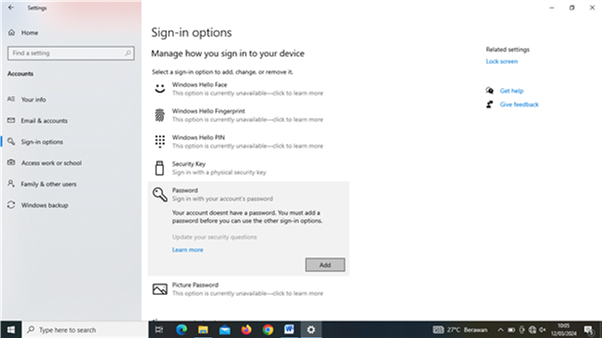 Settings
Home
Find a setting
Accounts
Your info
Email & accounts
Sign-in options
Access work or school
Family & other users
Windows backup
Sign-in options
Manage how you sign in to your device
Select a sign-in option to add, change, or remove it.
Windows Hello Face
This option is currently unavailable—click to learn more
Windows Hello Fingerprint
This option is currently unavailable—click to learn more
Windows Hello PIN
This option is currently unavailable—click to learn more
Security Key
Sign in with a physical security key
Password
Sign in with your account's password
Your account doesnt have a password. You must add a
password before you can use the other sign-in options.
Update your security questions
Learn more
Add
Picture Password
This option is currently unavailable—click to learn more
Related settings
Lock screen
Get help
Give feedback
Type here to search
27°C Berawan
10:05
12/03/2024